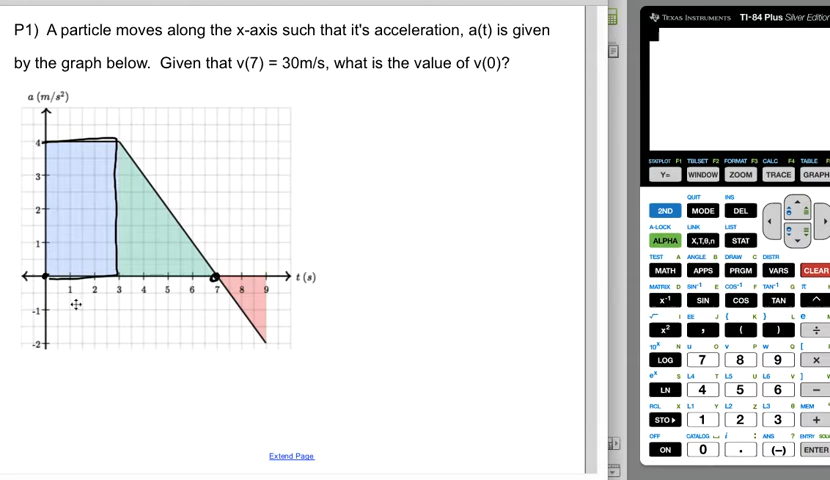 P1) A particle moves along the x-axis such that it's acceleration, a(t) is given
by the graph below. Given that v(7) = 30m/s, what is the value of v(0)?
a (m/s²)
4
3
2
1
-1
-2
1 2 3 4 5 6 7 8 9
t (s)
Extend Page
TEXAS INSTRUMENTS TI-84 Plus Silver Edition
STATPLOT F1 TBLSET F2 FORMAT F3 CALC F4 TABLE F
Y= WINDOW ZOOM TRACE GRAPH
QUIT INS
2ND MODE DEL
A-LOCK LINK LIST
ALPHA X,T,θ,n STAT
TEST A ANGLE B DRAW C DISTR
MATH APPS PRGM VARS CLEAR
MATRIX D SIN⁻¹ E COS⁻¹ F TAN⁻¹ G π
x⁻¹ SIN COS TAN ^
√ I EE J { K } L e
x² , ( ) ÷
10ˣ N u O v P w Q [
LOG 7 8 9 ×
eˣ S L4 T L5 U L6 V ]
LN 4 5 6 −
RCL X L1 Y L2 Z L3 θ MEM "
STO▸ 1 2 3 +
OFF CATALOG i : ANS ? ENTRY SOLV
ON 0 . (−) ENTER